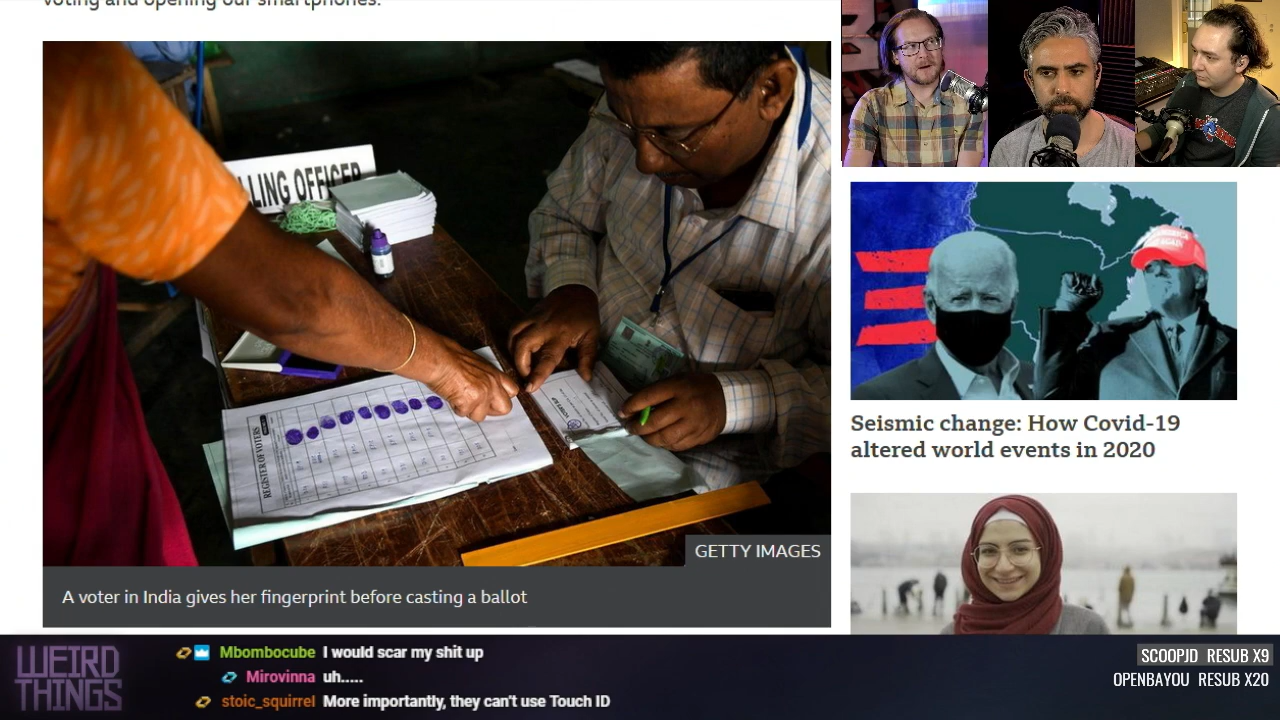 voting and opening our smartphones.
LLING OFFICER
REGISTER OF VOTERS
GETTY IMAGES
A voter in India gives her fingerprint before casting a ballot
Seismic change: How Covid-19
altered world events in 2020
WEIRD
THINGS
Mbombocube I would scar my shit up
Mirovinna uh.....
stoic_squirrel More importantly, they can't use Touch ID
SCOOPJD RESUB X9
OPENBAYOU RESUB X20